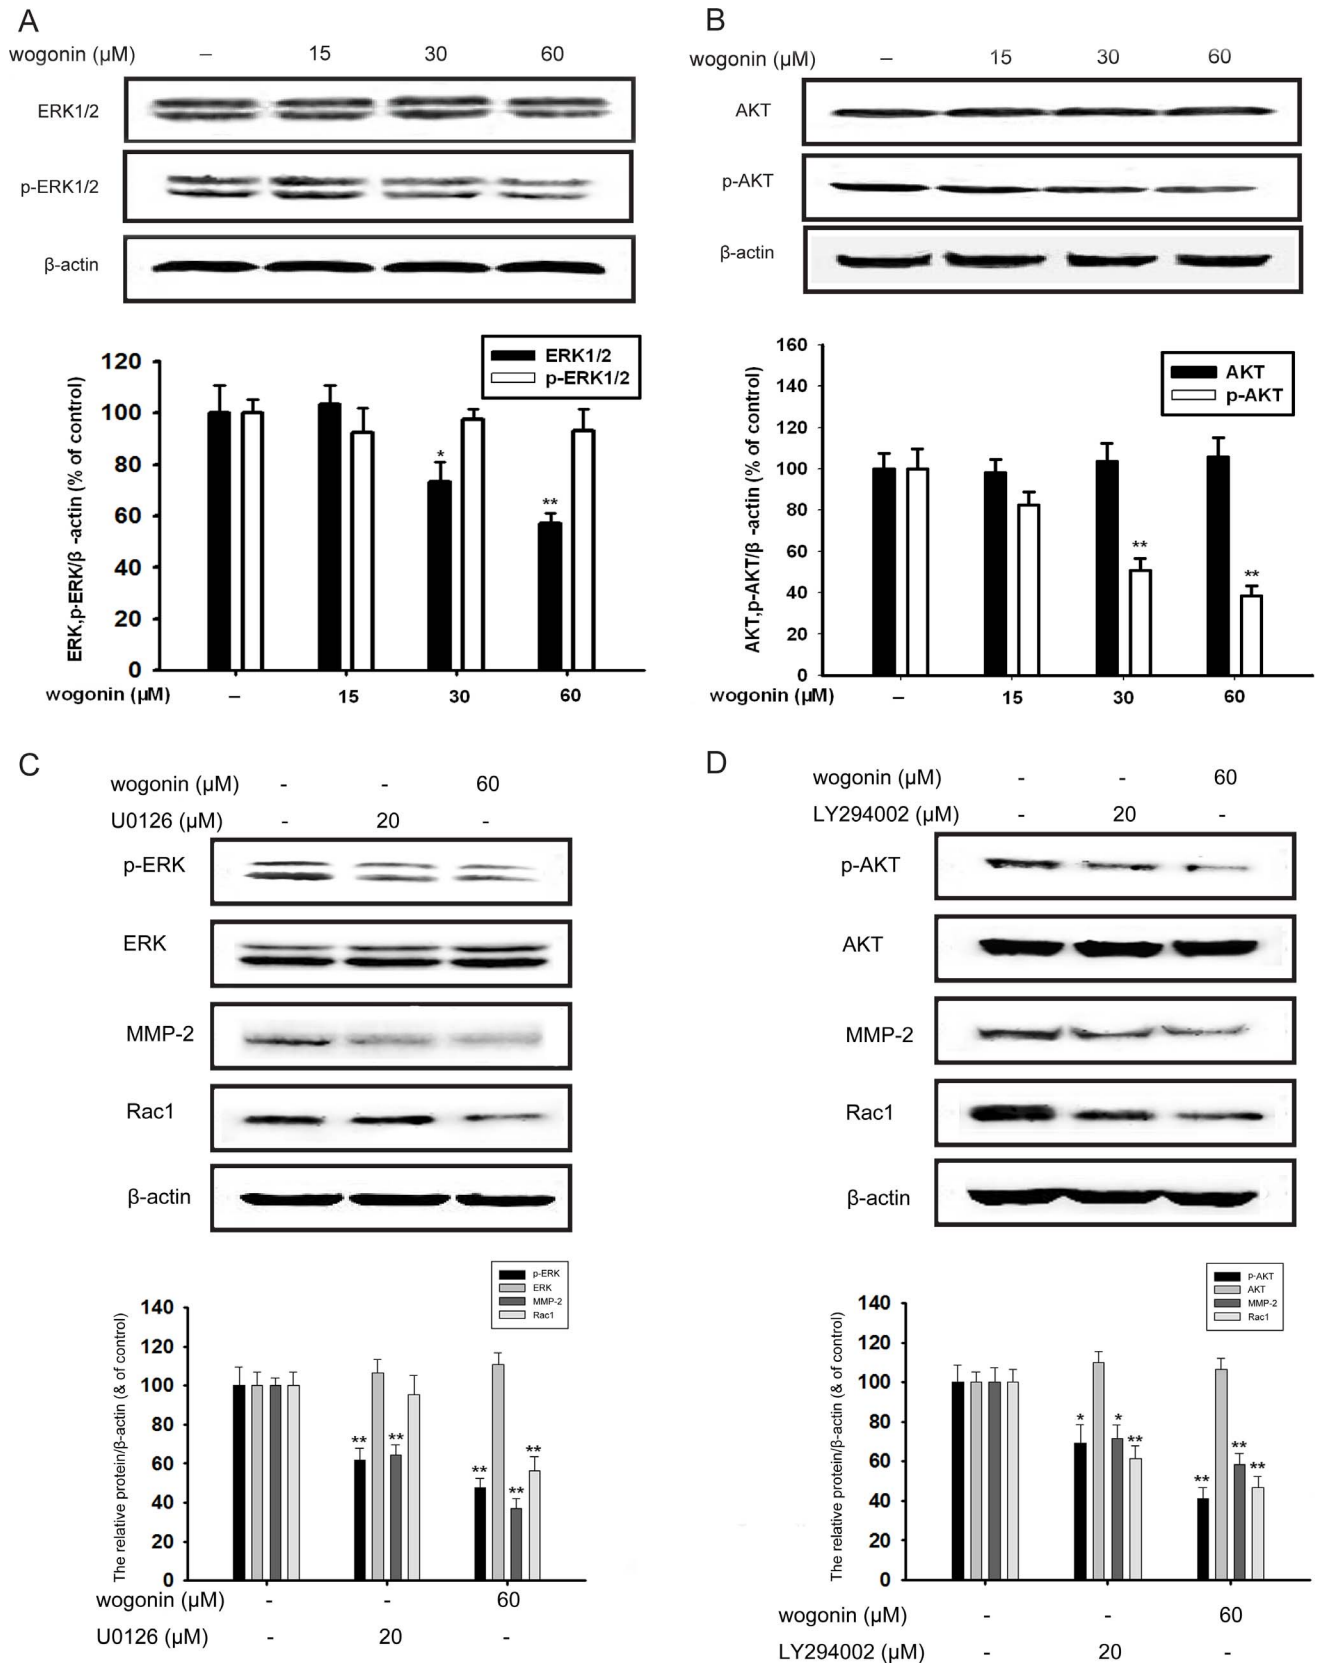 A
wogonin (μM) – 15 30 60
ERK1/2
p-ERK1/2
β-actin
ERK1/2
p-ERK1/2
120
100
80
60
40
20
0
ERK,p-ERK/β -actin (% of control)
*
**
wogonin (μM) – 15 30 60
B
wogonin (μM) – 15 30 60
AKT
p-AKT
β-actin
AKT
p-AKT
160
140
120
100
80
60
40
20
0
AKT,p-AKT/β -actin (% of control)
**
**
wogonin (μM) – 15 30 60
C
wogonin (μM) - - 60
U0126 (μM) - 20 -
p-ERK
ERK
MMP-2
Rac1
β-actin
p-ERK
ERK
MMP-2
Rac1
140
120
100
80
60
40
20
0
The relative protein/β-actin (& of control)
** **
** ** **
wogonin (μM) - - 60
U0126 (μM) - 20 -
D
wogonin (μM) - - 60
LY294002 (μM) - 20 -
p-AKT
AKT
MMP-2
Rac1
β-actin
p-AKT
AKT
MMP-2
Rac1
140
120
100
80
60
40
20
0
The relative protein/β-actin (& of control)
* * **
** ** **
wogonin (μM) - - 60
LY294002 (μM) - 20 -